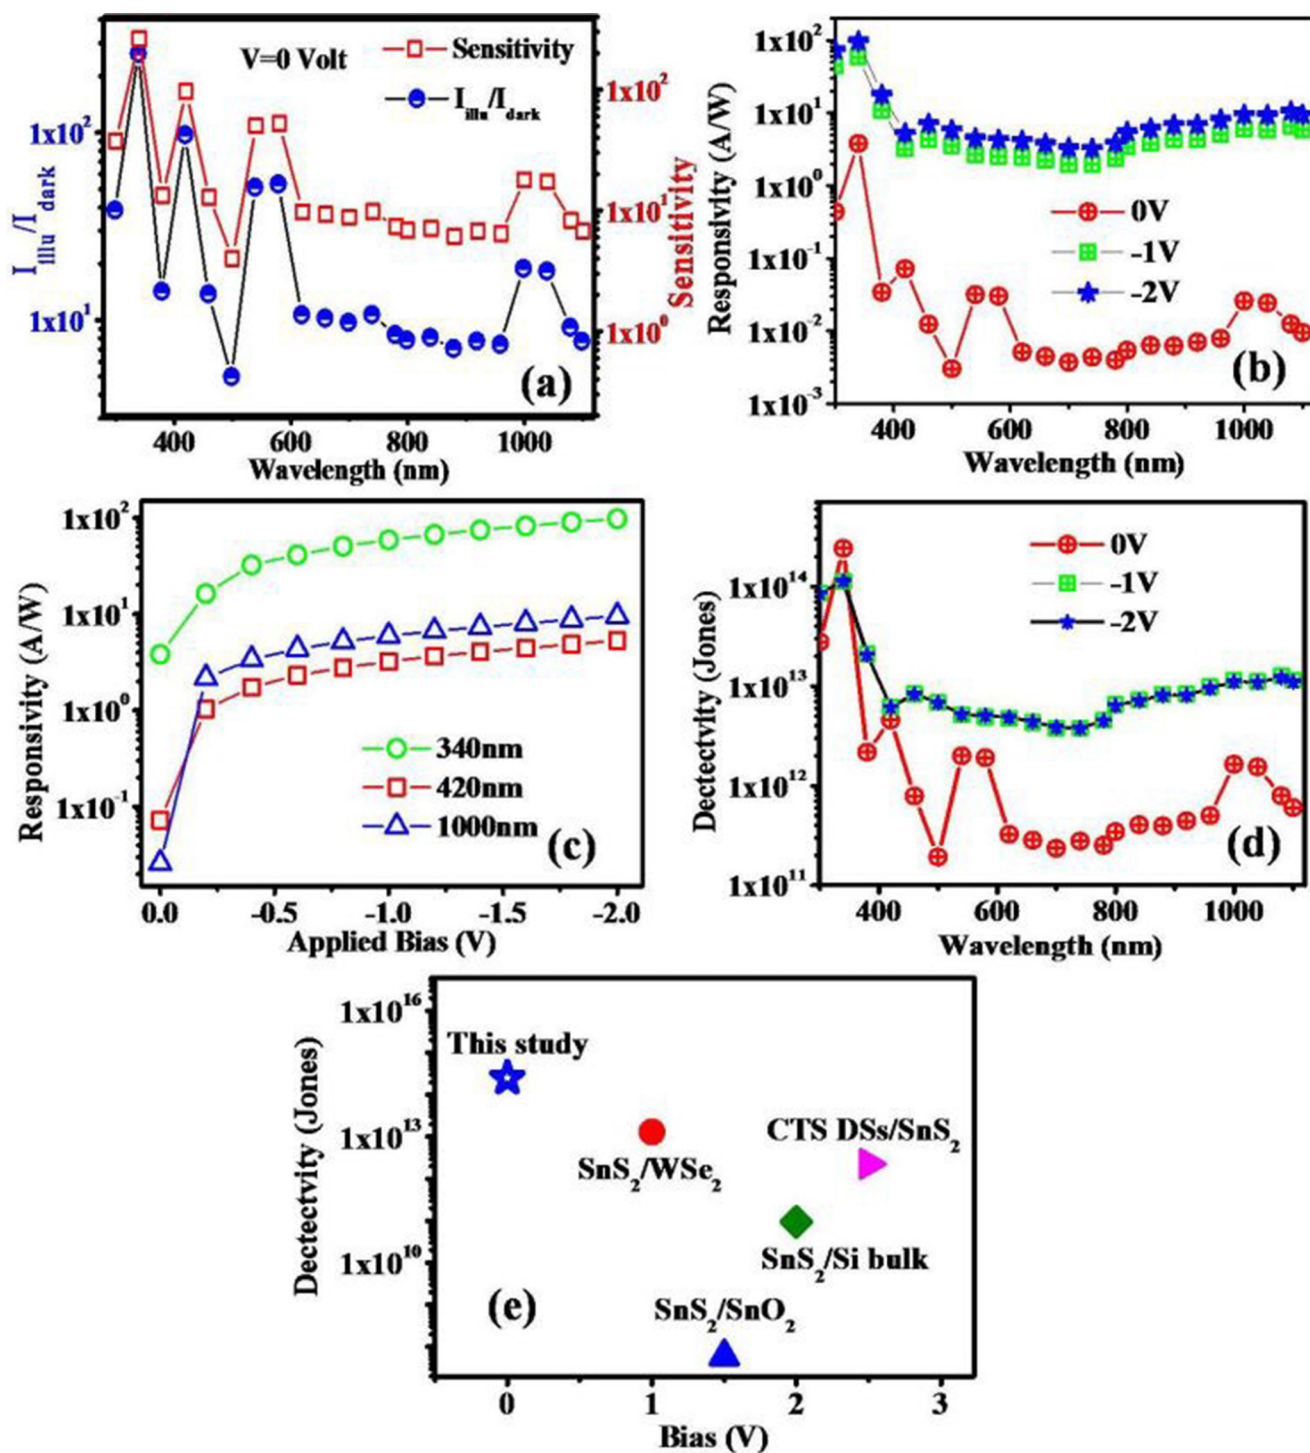 V=0 Volt
Sensitivity
I_illu/I_dark
1x10^2
1x10^1
I_illu/I_dark
1x10^2
1x10^1
1x10^0
Sensitivity
(a)
400 600 800 1000
Wavelength (nm)
1x10^2
1x10^1
1x10^0
1x10^-1
1x10^-2
1x10^-3
Responsivity (A/W)
0V
-1V
-2V
(b)
400 600 800 1000
Wavelength (nm)
1x10^2
1x10^1
1x10^0
1x10^-1
Responsivity (A/W)
340nm
420nm
1000nm
(c)
0.0 -0.5 -1.0 -1.5 -2.0
Applied Bias (V)
1x10^14
1x10^13
1x10^12
1x10^11
Dectectvity (Jones)
0V
-1V
-2V
(d)
400 600 800 1000
Wavelength (nm)
1x10^16
1x10^13
1x10^10
Dectectvity (Jones)
This study
CTS DSs/SnS2
SnS2/WSe2
SnS2/Si bulk
(e)
SnS2/SnO2
0 1 2 3
Bias (V)